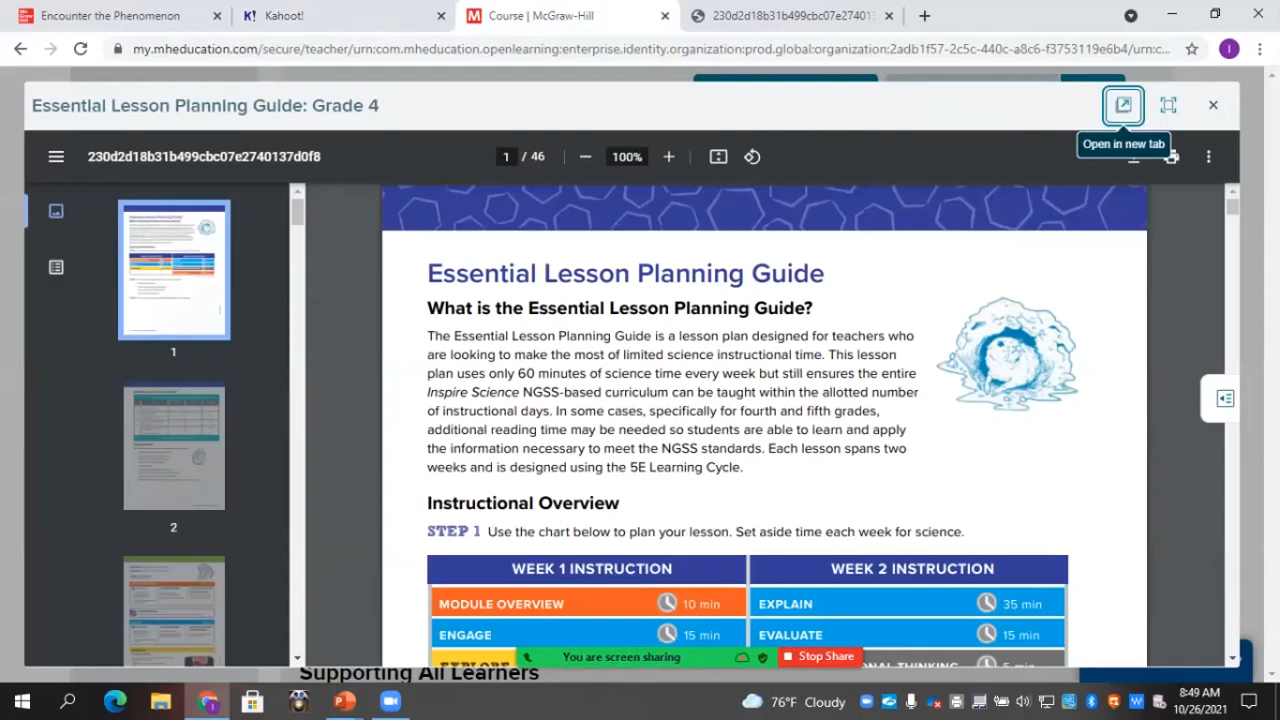 Encounter the Phenomenon
Kahoot!
Course | McGraw-Hill
230d2d18b31b499cbc07e27401
my.mheducation.com/secure/teacher/urn:com.mheducation.openlearning:enterprise.identity.organization:prod.global:organization:2adb1f57-2c5c-440c-a8c6-f3753119e6b4/urn:c...
Essential Lesson Planning Guide: Grade 4
Open in new tab
230d2d18b31b499cbc07e2740137d0f8
1 / 46
100%
Essential Lesson Planning Guide
What is the Essential Lesson Planning Guide?
The Essential Lesson Planning Guide is a lesson plan designed for teachers who
are looking to make the most of limited science instructional time. This lesson
plan uses only 60 minutes of science time every week but still ensures the entire
Inspire Science NGSS-based curriculum can be taught within the allotted number
of instructional days. In some cases, specifically for fourth and fifth grades,
additional reading time may be needed so students are able to learn and apply
the information necessary to meet the NGSS standards. Each lesson spans two
weeks and is designed using the 5E Learning Cycle.
Instructional Overview
STEP 1 Use the chart below to plan your lesson. Set aside time each week for science.
WEEK 1 INSTRUCTION
WEEK 2 INSTRUCTION
MODULE OVERVIEW 10 min
EXPLAIN 35 min
ENGAGE 15 min
EVALUATE 15 min
EXPLORE
THINKING 5 min
1
2
You are screen sharing
Stop Share
Supporting All Learners
76°F Cloudy
8:49 AM
10/26/2021